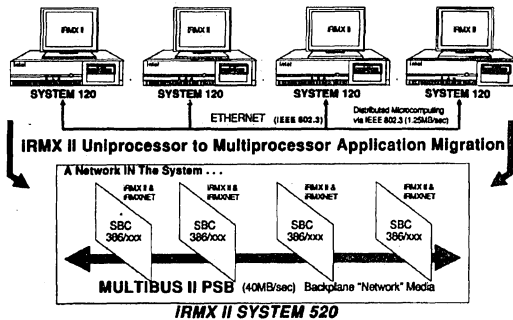 iRMX II iRMX II iRMX II iRMX II
intel intel intel intel
SYSTEM 120 SYSTEM 120 SYSTEM 120 SYSTEM 120
ETHERNET (IEEE 802.3) Distributed Microcomputing
via IEEE 802.3 (1.25MB/sec)
iRMX II Uniprocessor to Multiprocessor Application Migration
A Network IN The System . . .
iRMX II & iRMXNET iRMX II & iRMXNET iRMX II & iRMXNET iRMX II & iRMXNET
SBC 386/xxx SBC 386/xxx SBC 386/xxx SBC 386/xxx
MULTIBUS II PSB (40MB/sec) Backplane "Network" Media
iRMX II SYSTEM 520